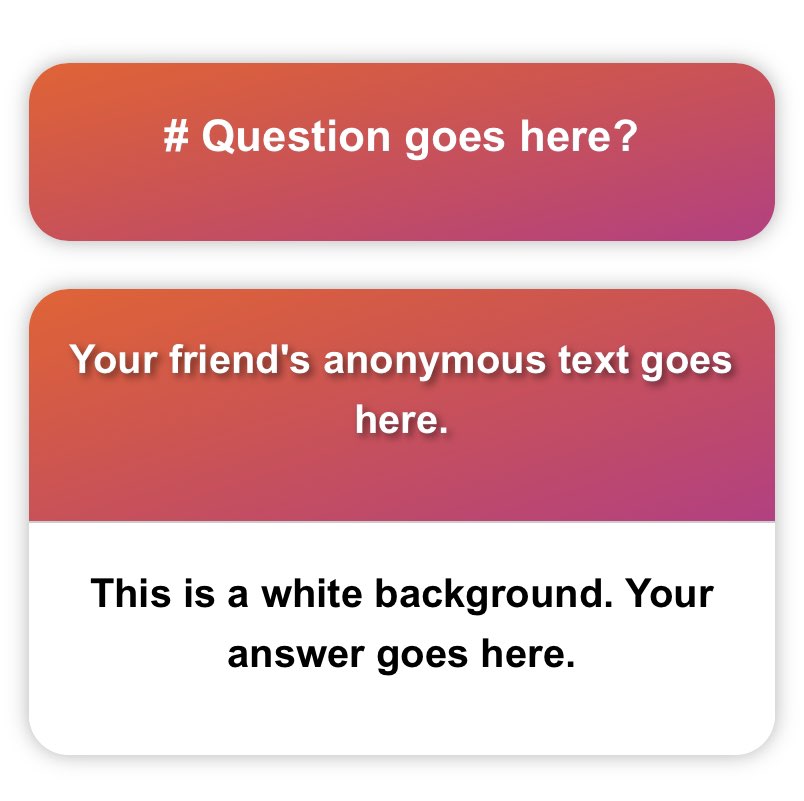 # Question goes here?
Your friend's anonymous text goes
here.
This is a white background. Your
answer goes here.